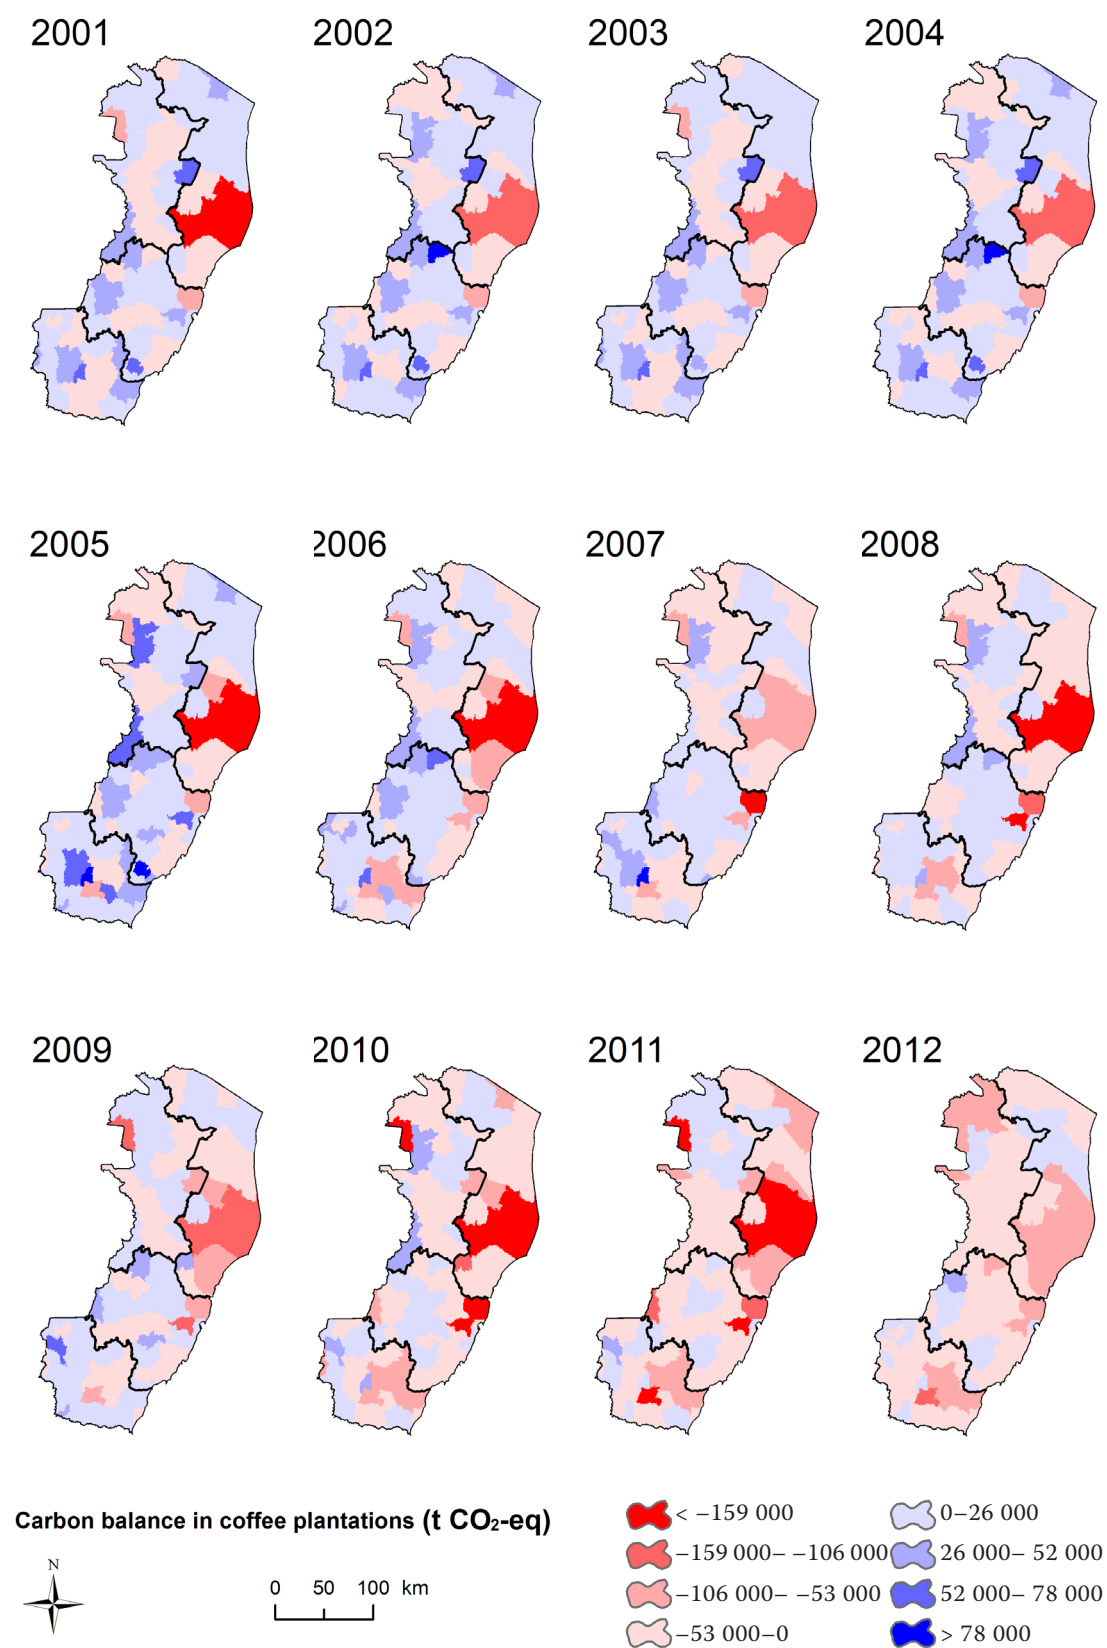 2001 2002 2003 2004
2005 2006 2007 2008
2009 2010 2011 2012
Carbon balance in coffee plantations (t CO₂-eq)
N
0 50 100 km
< −159 000 0–26 000
−159 000– −106 000 26 000– 52 000
−106 000– −53 000 52 000– 78 000
−53 000–0 > 78 000